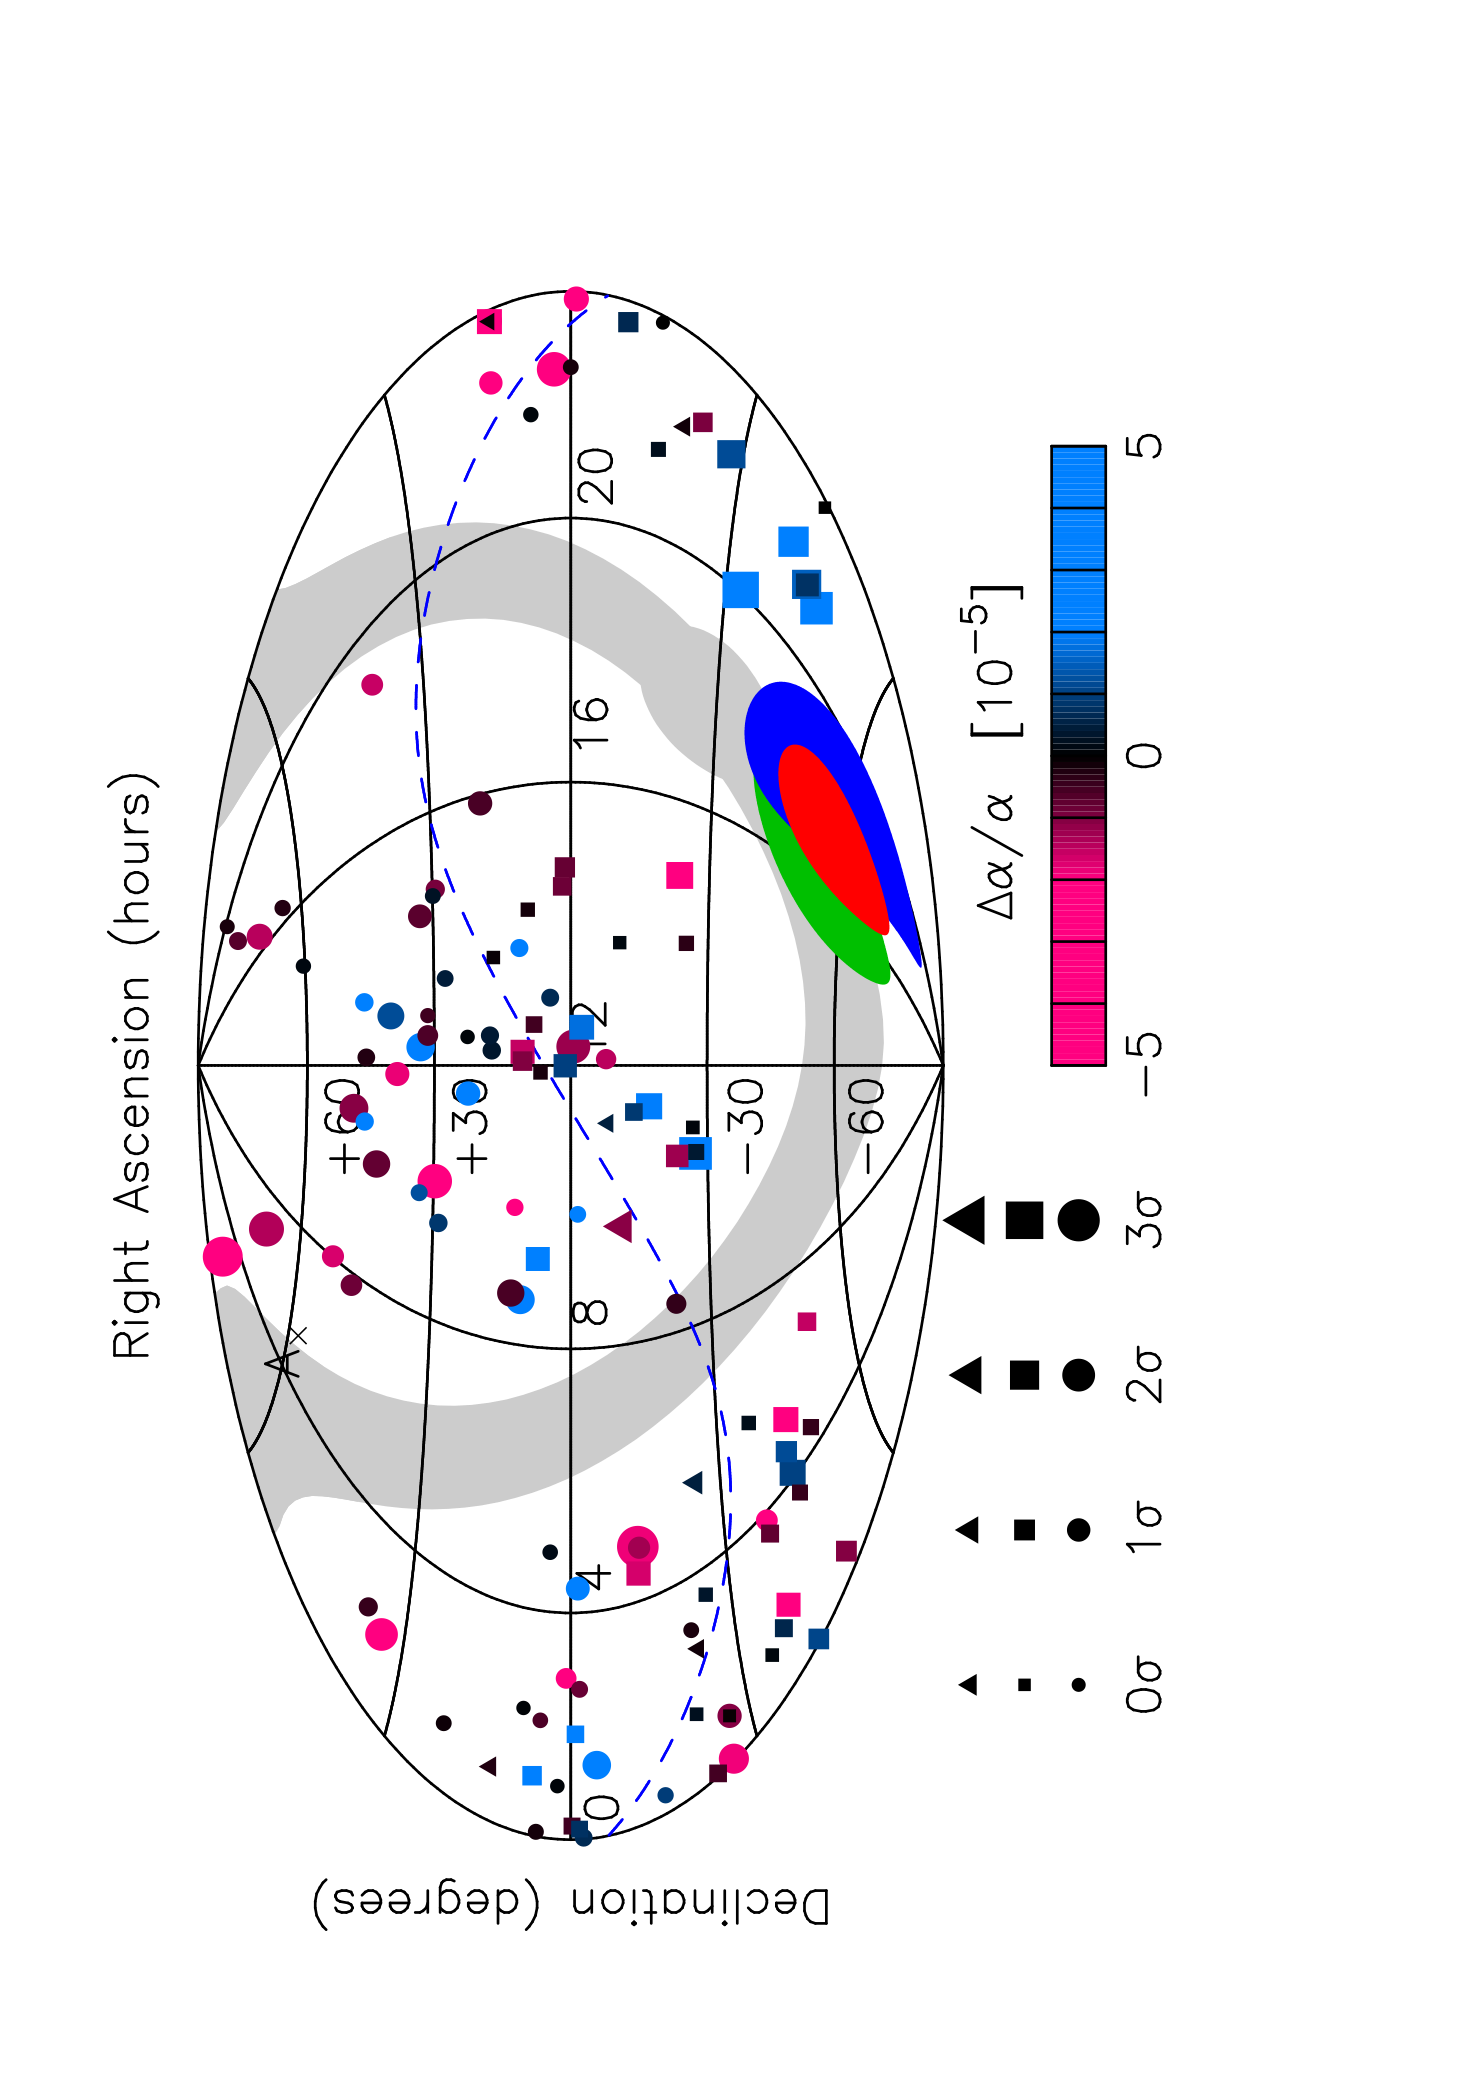 Right Ascension (hours)
Declination (degrees)
+60
+30
−30
−60
0
4
8
12
16
20
A
Δα/α [10⁻⁵]
−5
0
5
0σ
1σ
2σ
3σ